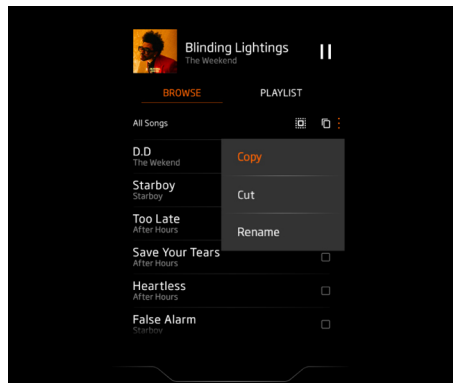 Blinding Lightings
The Weekend
BROWSE
PLAYLIST
All Songs
D.D
The Wekend
Copy
Starboy
Starboy
Cut
Too Late
After Hours
Rename
Save Your Tears
After Hours
Heartless
After Hours
False Alarm
Starboy